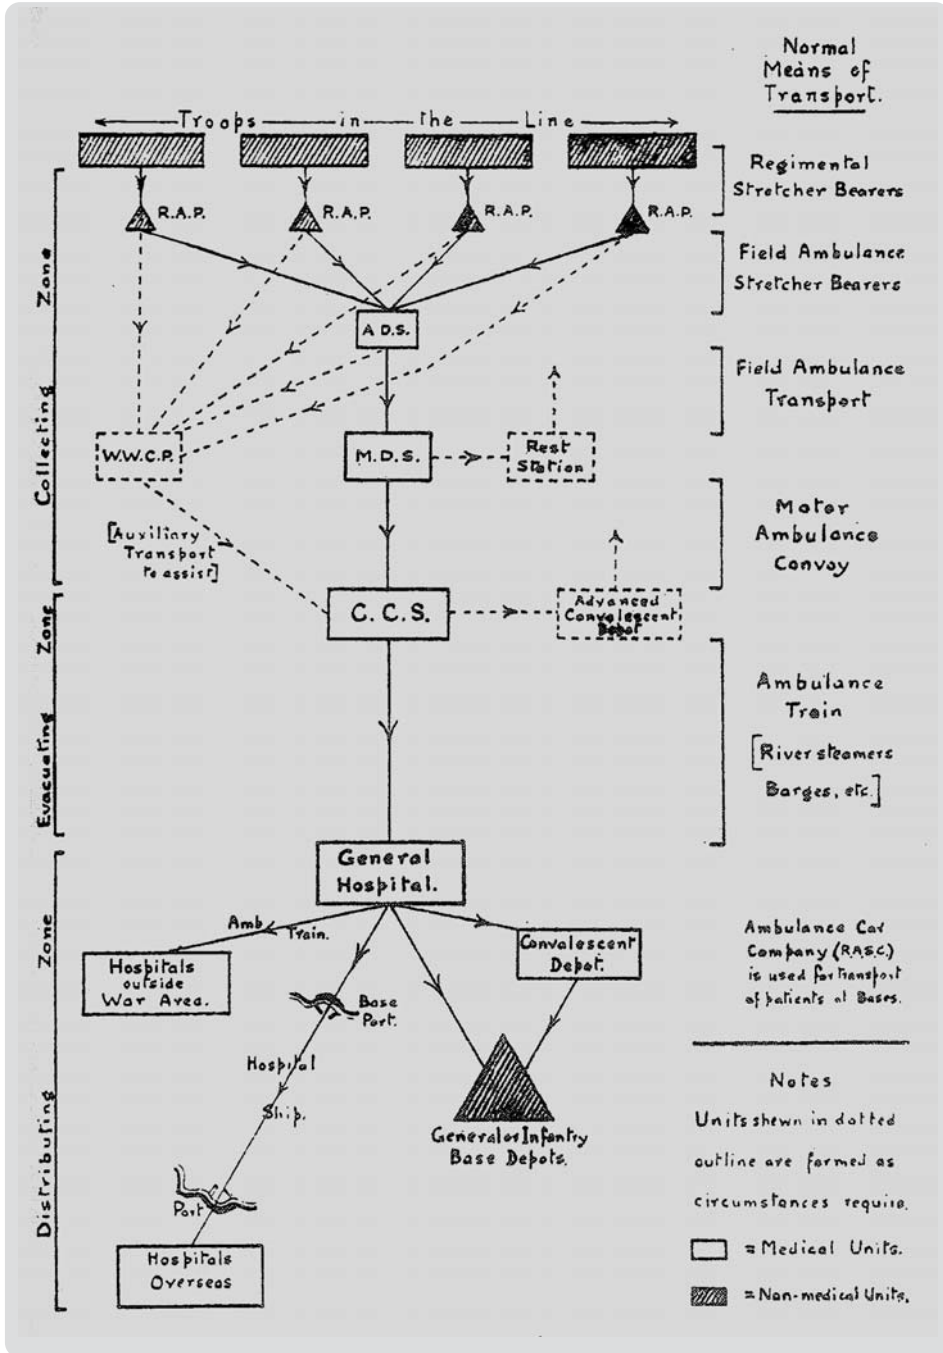 Normal
Means of
Transport.
Troops in the Line
Regimental
Stretcher Bearers
R.A.P.
R.A.P.
R.A.P.
R.A.P.
Zone
Field Ambulance
Stretcher Bearers
A.D.S.
Field Ambulance
Transport
Collecting
W.W.C.P.
M.D.S.
Rest
Station
[Auxiliary
Transport
to assist]
Motor
Ambulance
Convoy
Zone
C.C.S.
Advanced
Convalescent
Depot
Evacuating
Ambulance
Train
[River steamers
Barges, etc.]
General
Hospital.
Zone
Amb Train.
Convalescent
Depot.
Hospitals
outside
War Area.
Base
Port.
Ambulance Car
Company (R.A.S.C.)
is used for transport
of patients at Bases.
Hospital
Ship.
General or Infantry
Base Depots.
Distributing
Port
Hospitals
Overseas
Notes
Units shewn in dotted
outline are formed as
circumstances require.
= Medical Units.
= Non-medical Units.